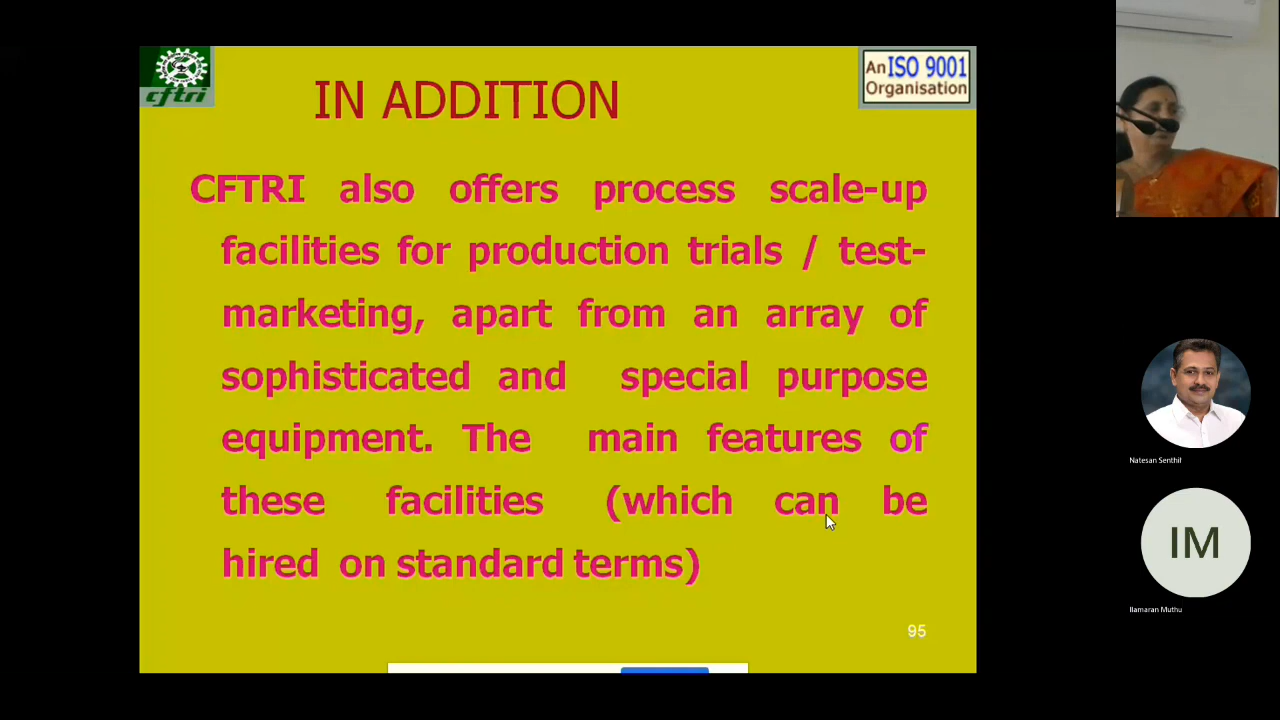 cftri
IN ADDITION
An ISO 9001
Organisation
CFTRI also offers process scale-up
facilities for production trials / test-
marketing, apart from an array of
sophisticated and special purpose
equipment. The main features of
these facilities (which can be
hired on standard terms)
95
Natesan Senthil
IM
Ilamaran Muthu